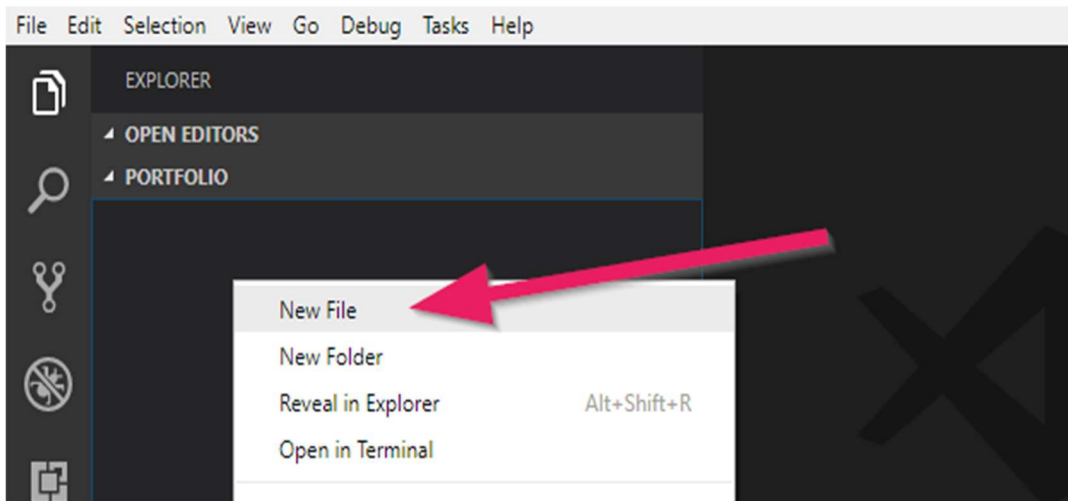 File Edit Selection View Go Debug Tasks Help
EXPLORER
OPEN EDITORS
PORTFOLIO
New File
New Folder
Reveal in Explorer Alt+Shift+R
Open in Terminal